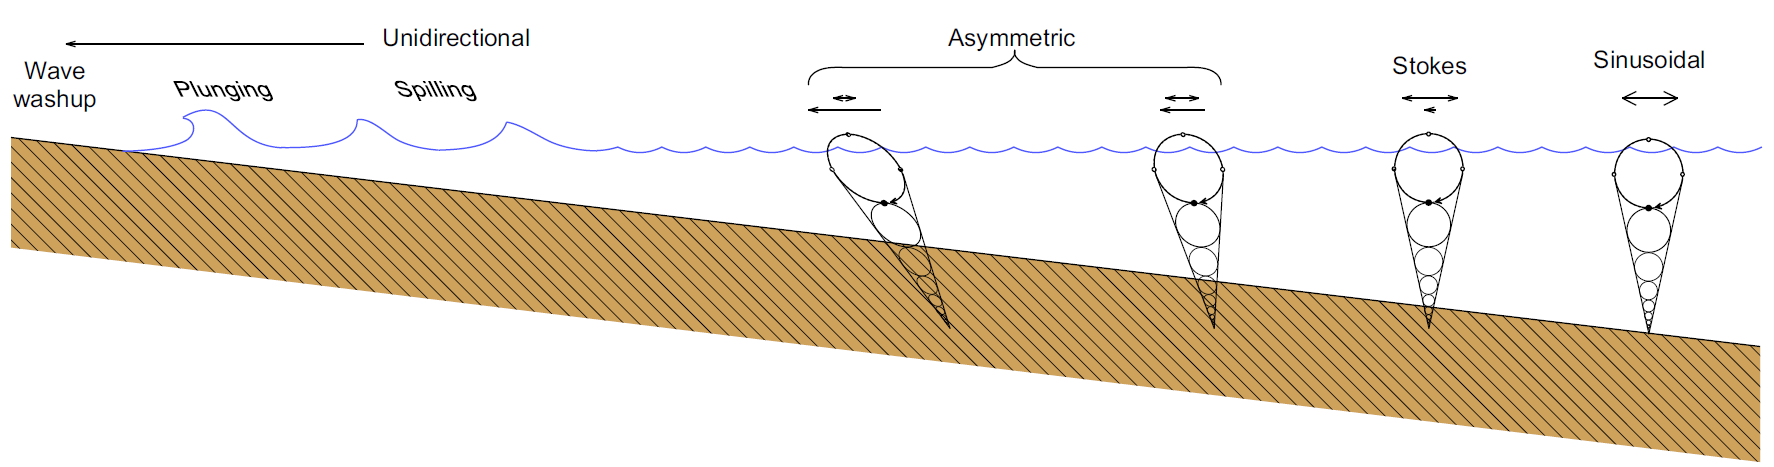 Unidirectional
Asymmetric
Stokes
Sinusoidal
Wave
washup
Plunging
Spilling